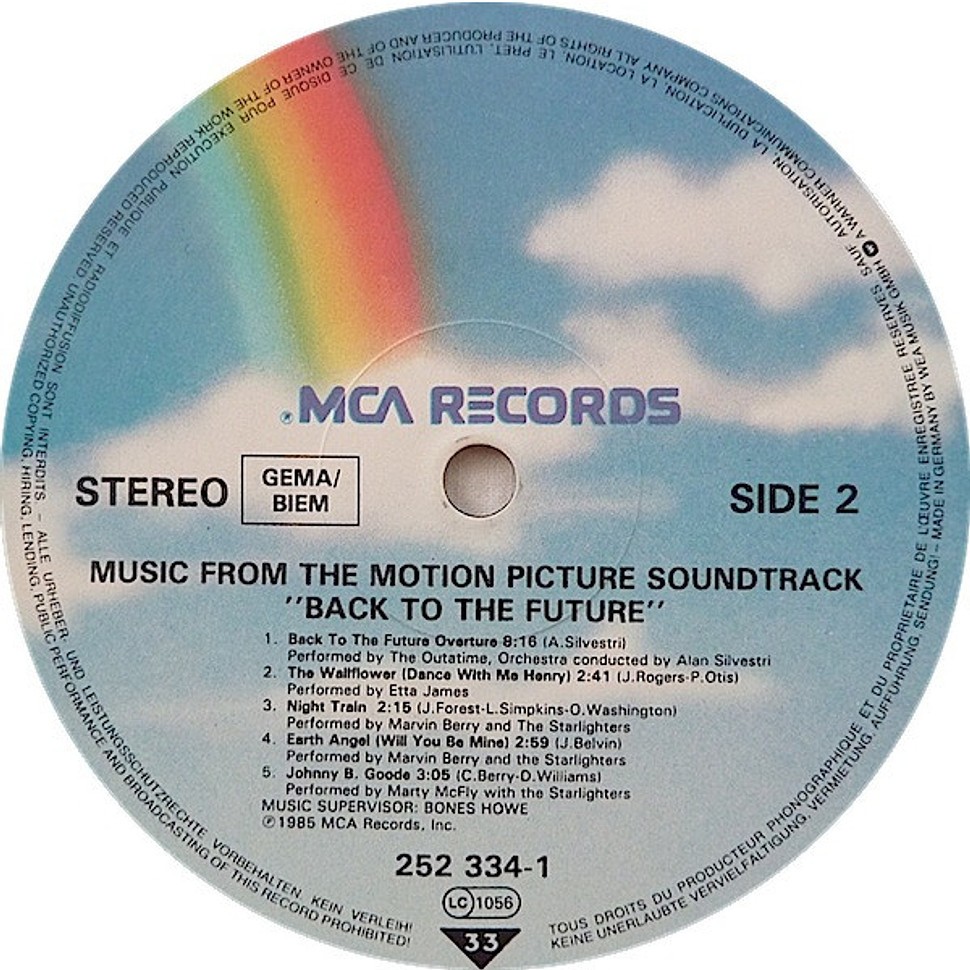 MCA RECORDS
STEREO
GEMA/
BIEM
SIDE 2
MUSIC FROM THE MOTION PICTURE SOUNDTRACK
"BACK TO THE FUTURE"
1. Back To The Future Overture 8:16 (A.Silvestri)
Performed by The Outatime, Orchestra conducted by Alan Silvestri
2. The Wallflower (Dance With Me Henry) 2:41 (J.Rogers-P.Otis)
Performed by Etta James
3. Night Train 2:15 (J.Forest-L.Simpkins-O.Washington)
Performed by Marvin Berry and The Starlighters
4. Earth Angel (Will You Be Mine) 2:59 (J.Belvin)
Performed by Marvin Berry and the Starlighters
5. Johnny B. Goode 3:05 (C.Berry-D.Williams)
Performed by Marty McFly with the Starlighters
MUSIC SUPERVISOR: BONES HOWE
℗1985 MCA Records, Inc.
252 334-1
LC 1056
33
TOUS DROITS DU PRODUCTEUR PHONOGRAPHIQUE ET DU PROPRIETAIRE DE L'ŒUVRE ENREGISTREE RESERVES. SAUF AUTORISATION, LA DUPLICATION, LA LOCATION, LE PRET, L'UTILISATION DE CE DISQUE POUR EXECUTION PUBLIQUE ET RADIODIFFUSION SONT INTERDITS. – ALLE URHEBER- UND LEISTUNGSSCHUTZRECHTE VORBEHALTEN. KEIN VERLEIH!
KEINE UNERLAUBTE VERVIELFÄLTIGUNG, VERMIETUNG, AUFFÜHRUNG, SENDUNG! – MADE IN GERMANY BY WEA MUSIK GMBH A WARNER COMMUNICATIONS COMPANY ALL RIGHTS OF THE PRODUCER AND OF THE OWNER OF THE WORK REPRODUCED RESERVED. UNAUTHORIZED COPYING, HIRING, LENDING, PUBLIC PERFORMANCE AND BROADCASTING OF THIS RECORD PROHIBITED!